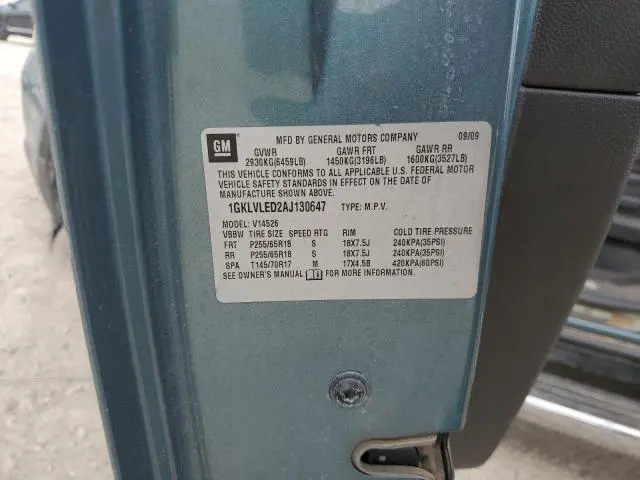 GM MFD BY GENERAL MOTORS COMPANY 09/09
GVWR GAWR FRT GAWR RR
2930KG(6459LB) 1450KG(3196LB) 1600KG(3527LB)
THIS VEHICLE CONFORMS TO ALL APPLICABLE U.S. FEDERAL MOTOR
VEHICLE SAFETY STANDARDS IN EFFECT ON THE DATE OF
MANUFACTURE SHOWN ABOVE.
1GKLVLED2AJ130647 TYPE: M.P.V.
MODEL: V14526
VBBW TIRE SIZE SPEED RTG RIM COLD TIRE PRESSURE
FRT P255/65R18 S 18X7.5J 240KPA(35PSI)
RR P255/65R18 S 18X7.5J 240KPA(35PSI)
SPA T145/70R17 M 17X4.5B 420KPA(60PSI)
SEE OWNER'S MANUAL FOR MORE INFORMATION.